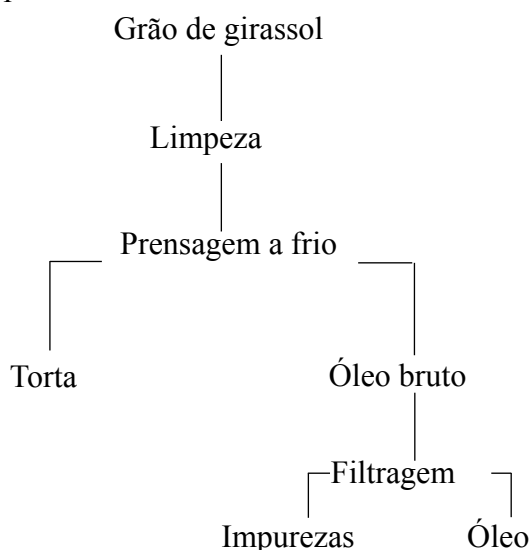 Grão de girassol
Limpeza
Prensagem a frio
Torta
Óleo bruto
Filtragem
Impurezas
Óleo